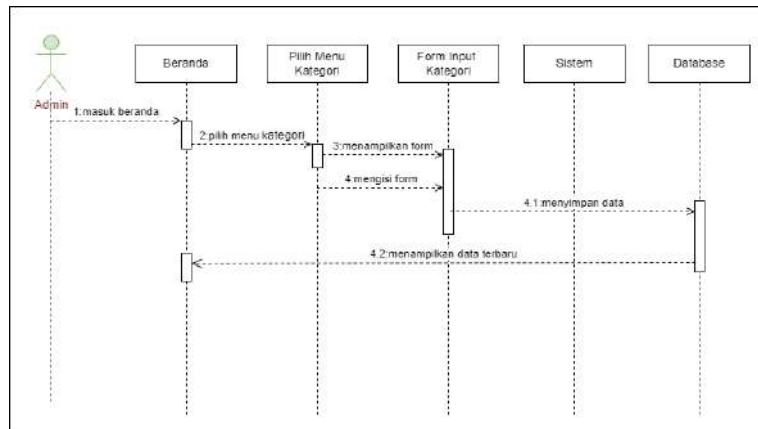 Beranda
Pilih Menu
Kategori
Form Input
Kategori
Sistem
Database
Admin
1:masuk beranda
2:pilih menu kategori
3:menampilkan form
4:mengisi form
4.1:menyimpan data
4.2:menampilkan data terbaru